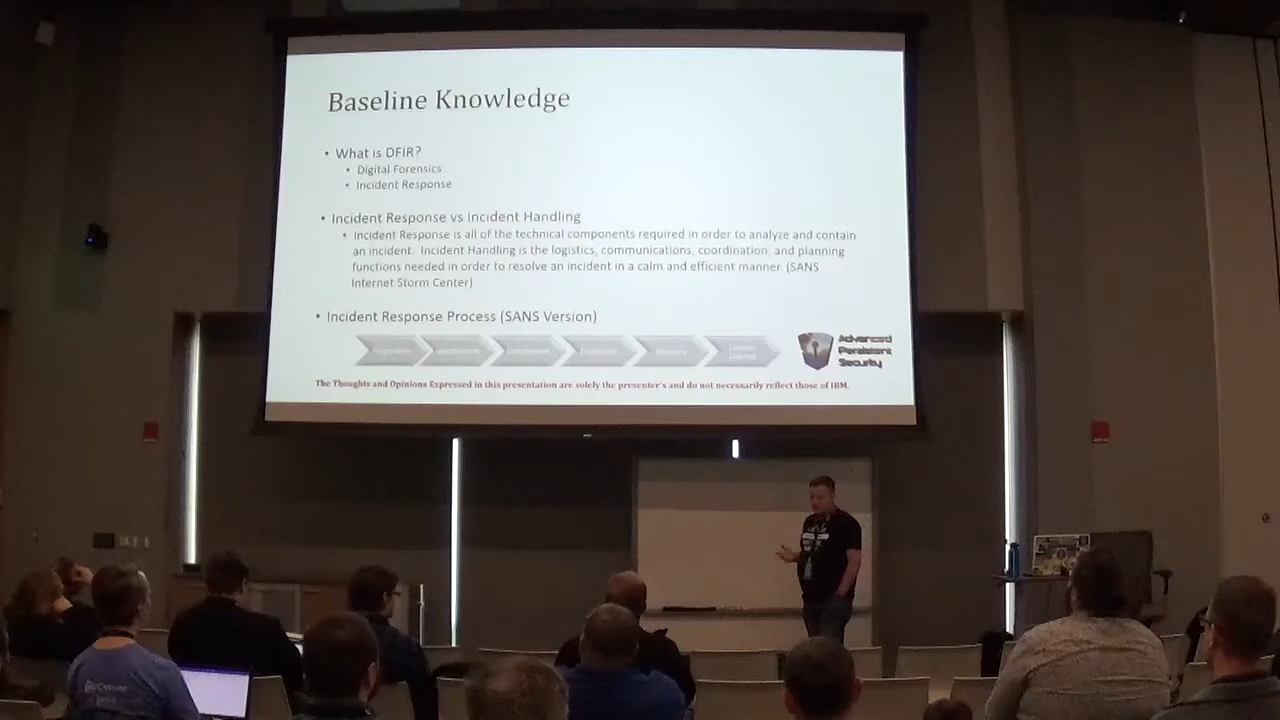 Baseline Knowledge
• What is DFIR?
• Digital Forensics
• Incident Response
• Incident Response vs Incident Handling
• Incident Response is all of the technical components required in order to analyze and contain
an incident. Incident Handling is the logistics, communications, coordination, and planning
functions needed in order to resolve an incident in a calm and efficient manner. (SANS
Internet Storm Center)
• Incident Response Process (SANS Version)
Advanced
Persistent
Security
The Thoughts and Opinions Expressed in this presentation are solely the presenter's and do not necessarily reflect those of IBM.